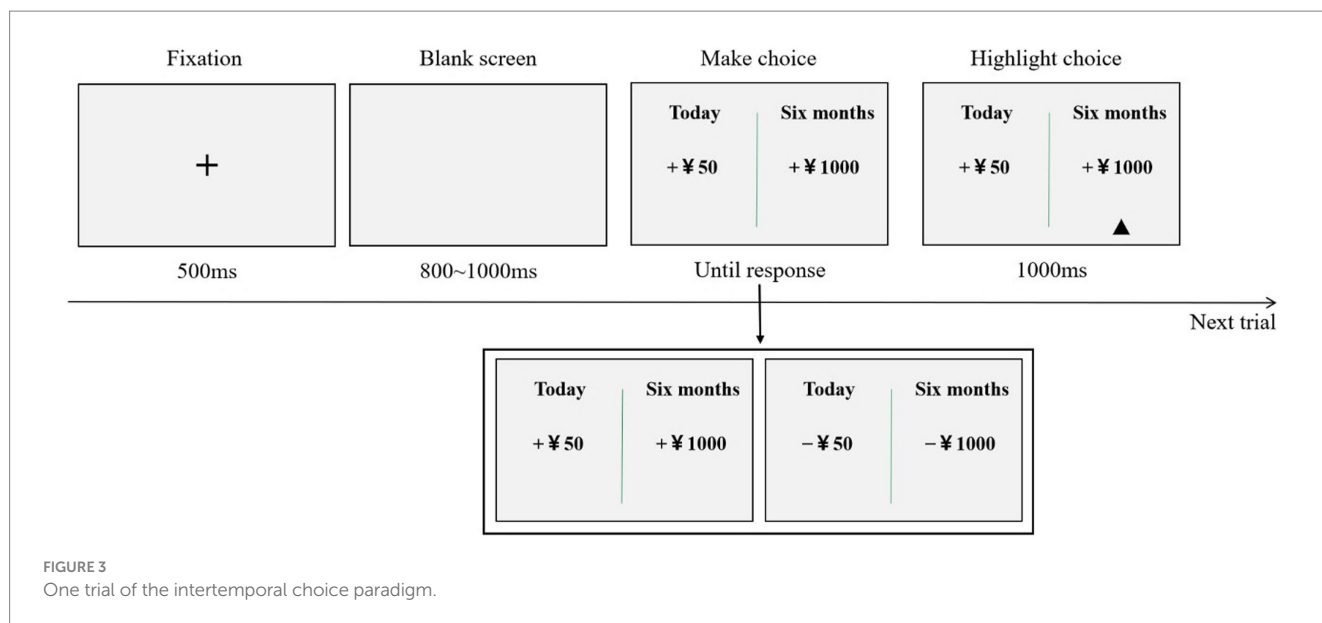 Fixation
Blank screen
Make choice
Highlight choice
+
Today
Six months
+¥50
+¥1000
Today
Six months
+¥50
+¥1000
▲
500ms
800~1000ms
Until response
1000ms
Next trial
Today
Six months
+¥50
+¥1000
Today
Six months
−¥50
−¥1000
FIGURE 3
One trial of the intertemporal choice paradigm.